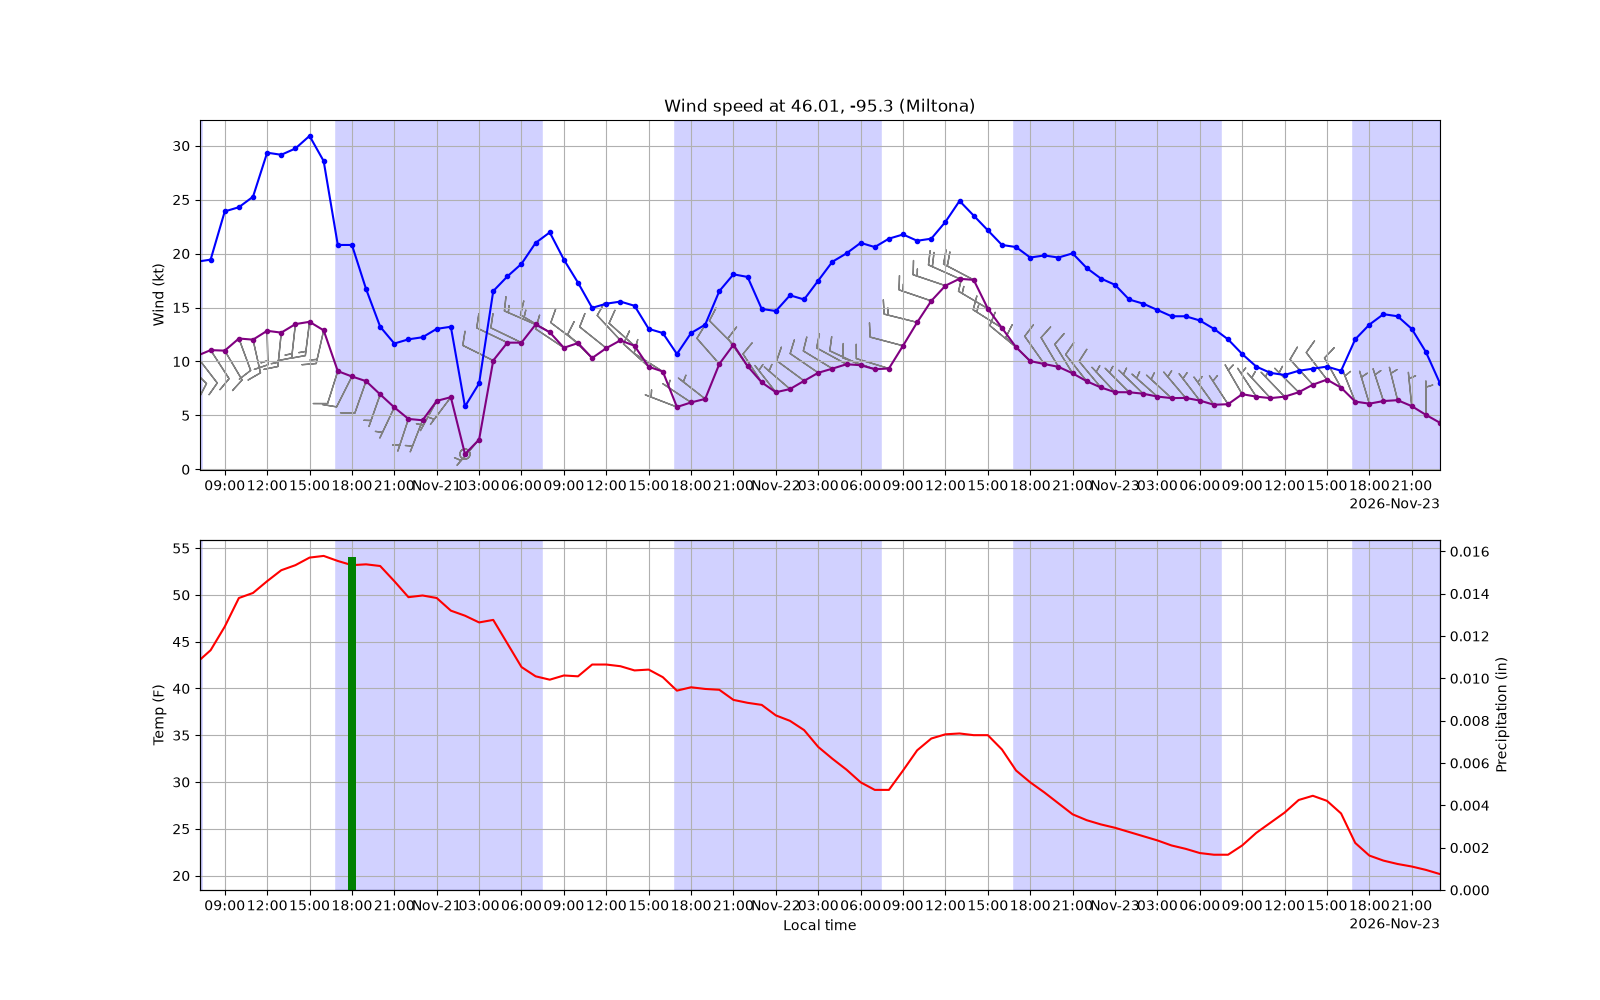 Wind speed at 46.01, -95.3 (Miltona)
Wind (kt)
30
25
20
15
10
5
0
09:00 12:00 15:00 18:00 21:00 Nov-21 03:00 06:00 09:00 12:00 15:00 18:00 21:00 Nov-22 03:00 06:00 09:00 12:00 15:00 18:00 21:00 Nov-23 03:00 06:00 09:00 12:00 15:00 18:00 21:00
2026-Nov-23
Temp (F)
55
50
45
40
35
30
25
20
0.016
0.014
0.012
0.010
0.008
0.006
0.004
0.002
0.000
Precipitation (in)
09:00 12:00 15:00 18:00 21:00 Nov-21 03:00 06:00 09:00 12:00 15:00 18:00 21:00 Nov-22 03:00 06:00 09:00 12:00 15:00 18:00 21:00 Nov-23 03:00 06:00 09:00 12:00 15:00 18:00 21:00
Local time
2026-Nov-23